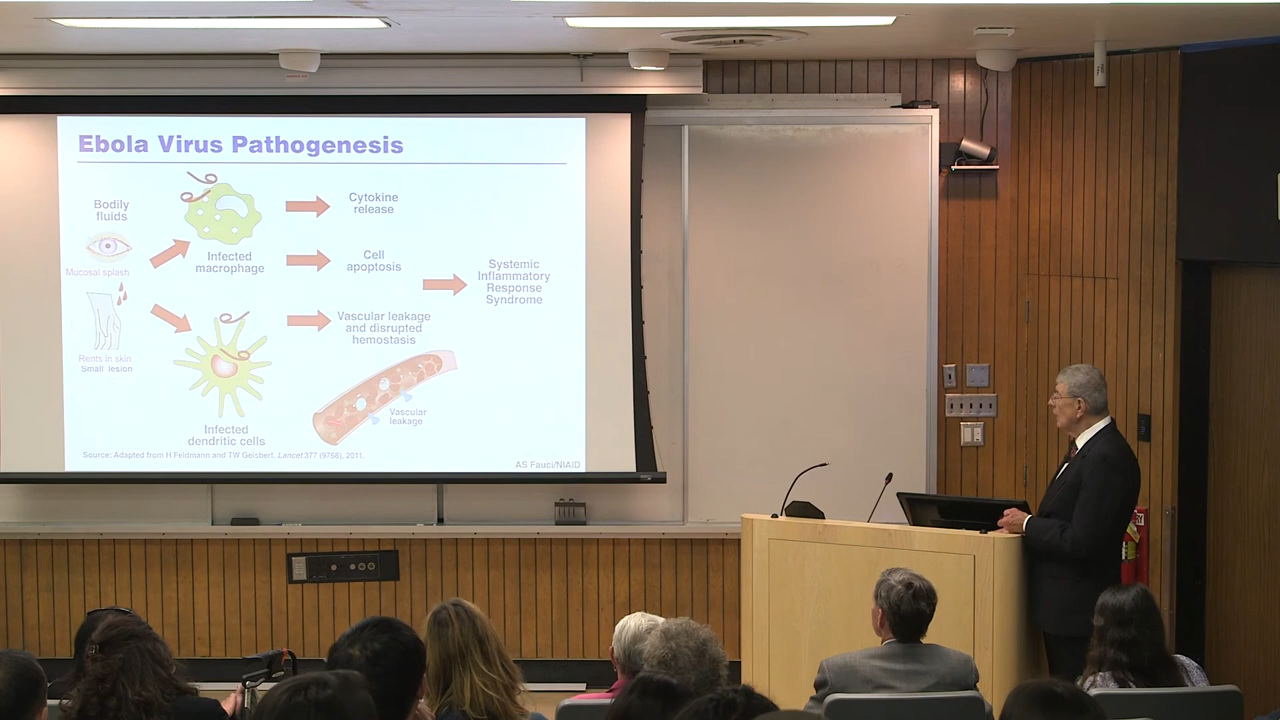 Ebola Virus Pathogenesis
Bodily
fluids
Mucosal splash
Rents in skin
Small lesion
Infected
macrophage
Infected
dendritic cells
Cytokine
release
Cell
apoptosis
Vascular leakage
and disrupted
hemostasis
Vascular
leakage
Systemic
Inflammatory
Response
Syndrome
Source: Adapted from H Feldmann and TW Geisbert. Lancet 377 (9768), 2011.
AS Fauci/NIAID